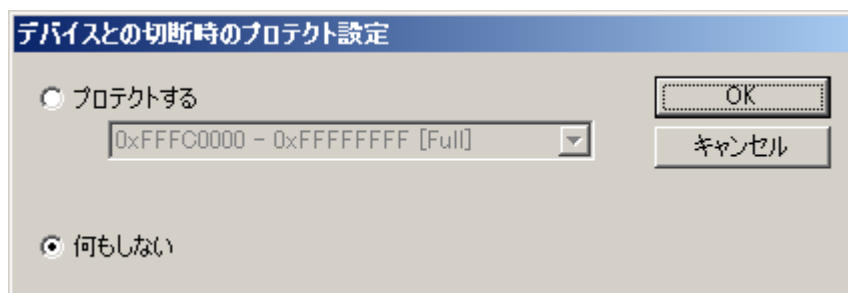 デバイスとの切断時のプロテクト設定
プロテクトする
0xFFFC0000 - 0xFFFFFFFF [Full]
何もしない
OK
キャンセル